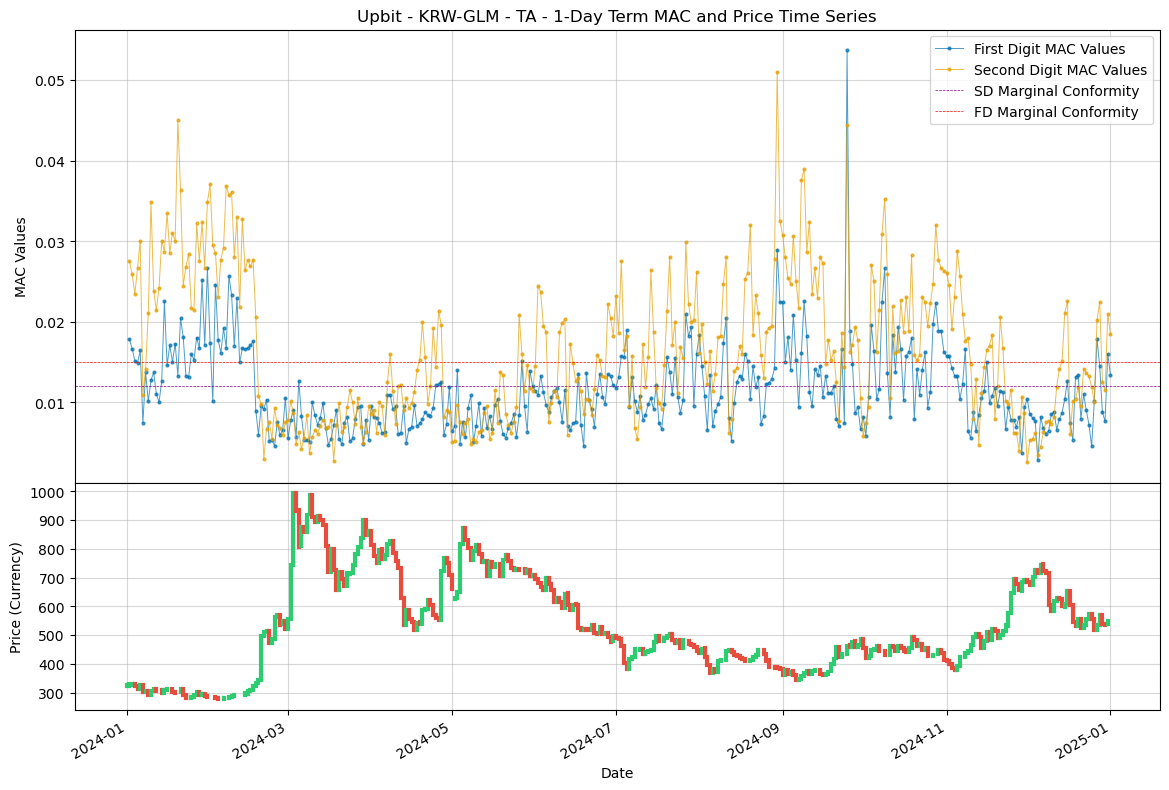 Upbit - KRW-GLM - TA - 1-Day Term MAC and Price Time Series
First Digit MAC Values
Second Digit MAC Values
SD Marginal Conformity
FD Marginal Conformity
MAC Values
0.05
0.04
0.03
0.02
0.01
Price (Currency)
1000
900
800
700
600
500
400
300
2024-01
2024-03
2024-05
2024-07
2024-09
2024-11
2025-01
Date